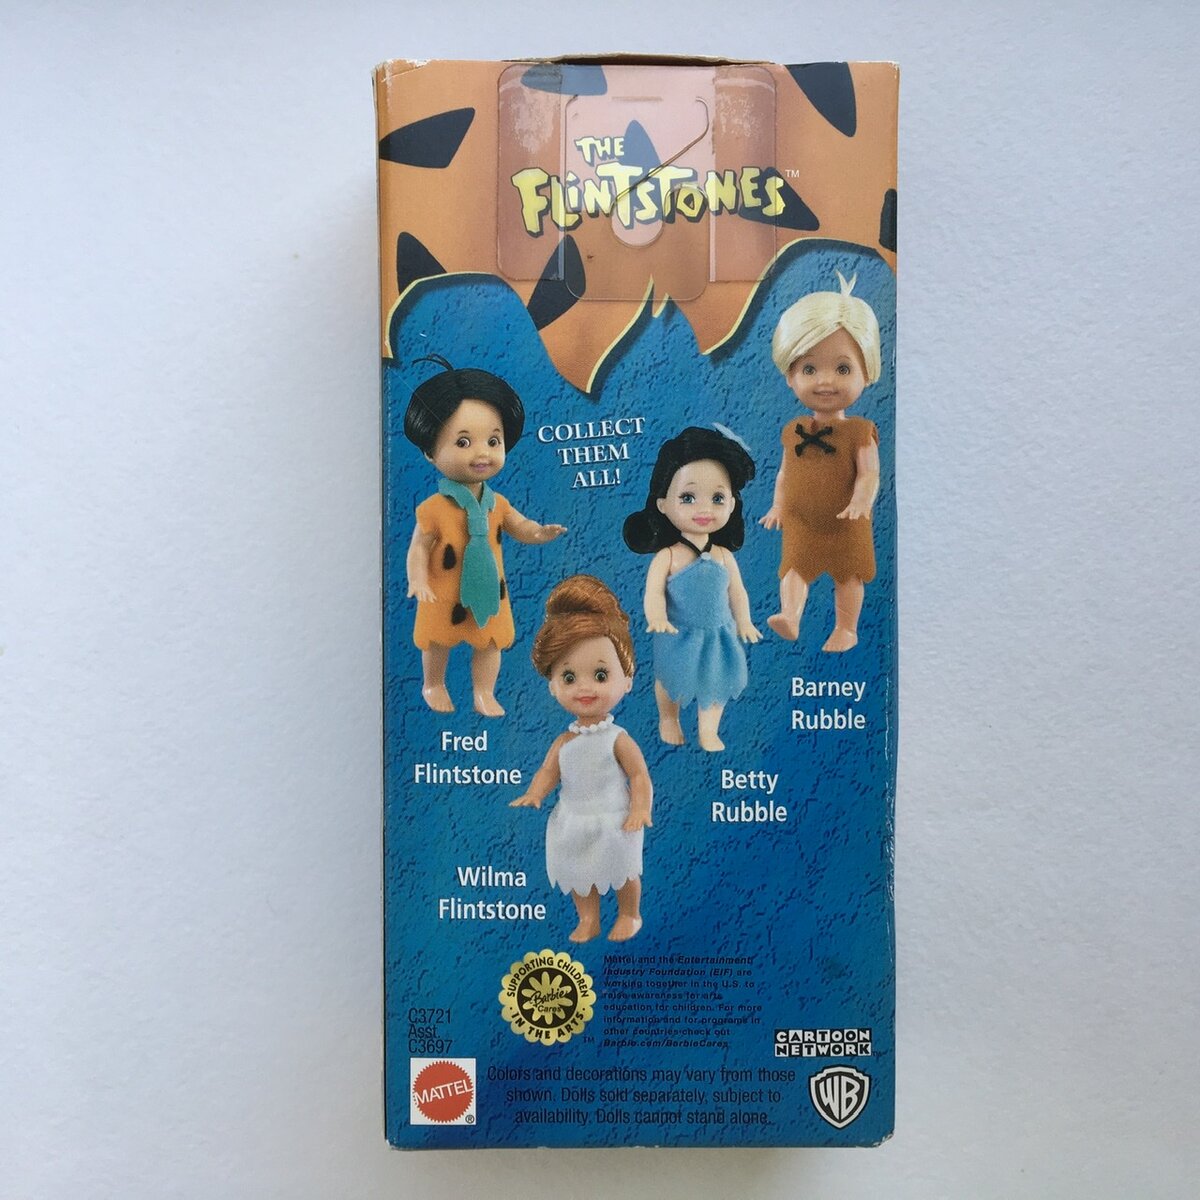 THE
FLINTSTONES™
COLLECT
THEM
ALL!
Barney
Rubble
Fred
Flintstone
Betty
Rubble
Wilma
Flintstone
SUPPORTING CHILDREN
Barbie
Cares
IN THE ARTS
™
Mattel and the Entertainment
Industry Foundation (EIF) are
working together in the U.S. to
raise awareness for arts
education for children. For more
information and for programs in
other countries check out
Barbie.com/BarbieCares
C3721
Asst.
C3697
CARTOON
NETWORK™
MATTEL®
Colors and decorations may vary from those
shown. Dolls sold separately, subject to
availability. Dolls cannot stand alone.
WB